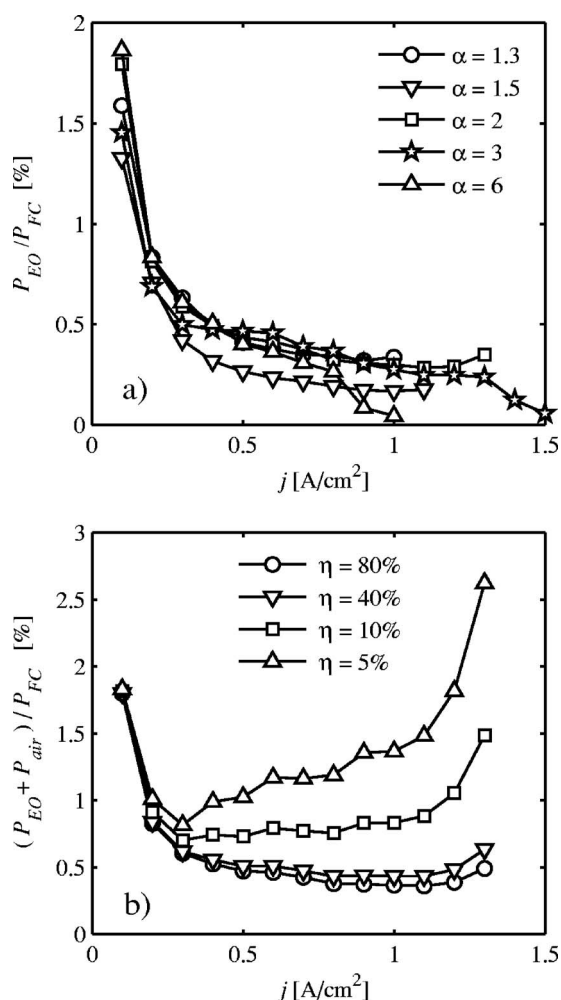 2
1.5
1
0.5
0
P_EO/P_FC [%]
α = 1.3
α = 1.5
α = 2
α = 3
α = 6
a)
0 0.5 1.0 1.5
j [A/cm²]
3
2.5
2
1.5
1
0.5
0
(P_EO+P_air)/P_FC [%]
η = 80%
η = 40%
η = 10%
η = 5%
b)
0 0.5 1.0 1.5
j [A/cm²]